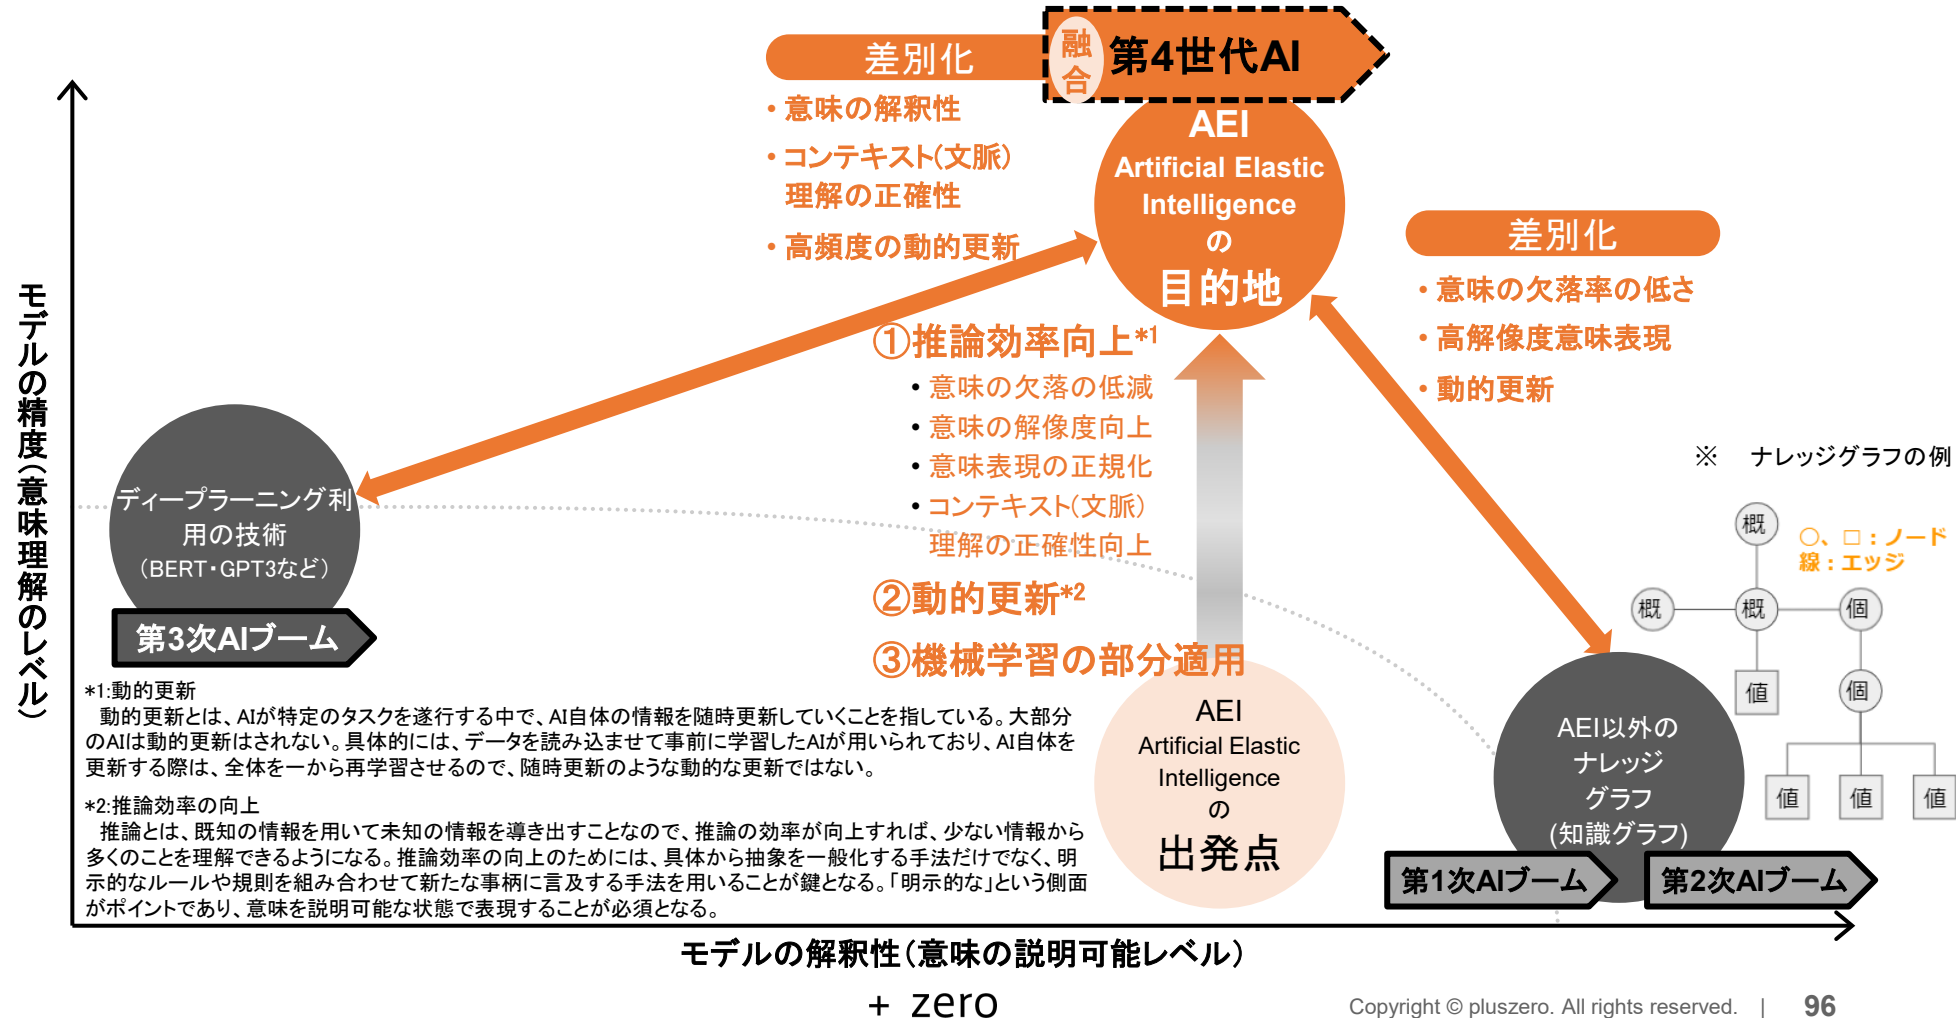 差別化
融合
第4世代AI
・意味の解釈性
・コンテキスト(文脈)
理解の正確性
・高頻度の動的更新
AEI
Artificial Elastic
Intelligence
の
目的地
差別化
・意味の欠落率の低さ
・高解像度意味表現
・動的更新
①推論効率向上*1
・意味の欠落の低減
・意味の解像度向上
・意味表現の正規化
・コンテキスト(文脈)
理解の正確性向上
②動的更新*2
③機械学習の部分適用
モデルの精度(意味理解のレベル)
ディープラーニング利
用の技術
(BERT・GPT3など)
第3次AIブーム
※ ナレッジグラフの例
概
〇、□:ノード
線:エッジ
概
概
個
値
個
値
値
値
*1:動的更新
動的更新とは、AIが特定のタスクを遂行する中で、AI自体の情報を随時更新していくことを指している。大部分
のAIは動的更新はされない。具体的には、データを読み込ませて事前に学習したAIが用いられており、AI自体を
更新する際は、全体を一から再学習させるので、随時更新のような動的な更新ではない。
*2:推論効率の向上
推論とは、既知の情報を用いて未知の情報を導き出すことなので、推論の効率が向上すれば、少ない情報から
多くのことを理解できるようになる。推論効率の向上のためには、具体から抽象を一般化する手法だけでなく、明
示的なルールや規則を組み合わせて新たな事柄に言及する手法を用いることが鍵となる。「明示的な」という側面
がポイントであり、意味を説明可能な状態で表現することが必須となる。
AEI
Artificial Elastic
Intelligence
の
出発点
AEI以外の
ナレッジ
グラフ
(知識グラフ)
第1次AIブーム
第2次AIブーム
モデルの解釈性(意味の説明可能レベル)
+ zero
Copyright © pluszero. All rights reserved. | 96